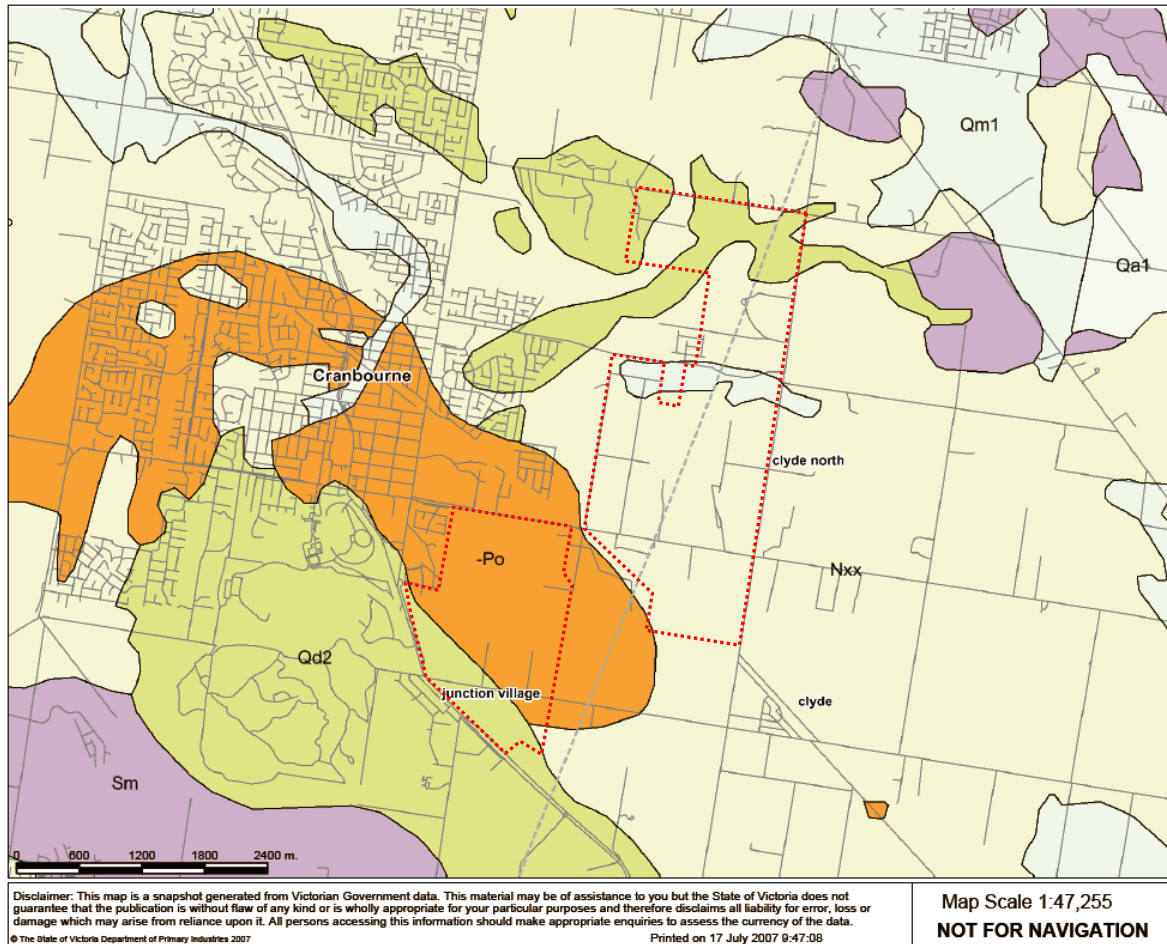 Qm1
Qa1
Cranbourne
clyde north
-Po
Nxx
Qd2
junction village
clyde
Sm
0 600 1200 1800 2400 m.
Disclaimer: This map is a snapshot generated from Victorian Government data. This material may be of assistance to you but the State of Victoria does not
guarantee that the publication is without flaw of any kind or is wholly appropriate for your particular purposes and therefore disclaims all liability for error, loss or
damage which may arise from reliance upon it. All persons accessing this information should make appropriate enquiries to assess the currency of the data.
© The State of Victoria Department of Primary Industries 2007
Printed on 17 July 2007 9:47:08
Map Scale 1:47,255
NOT FOR NAVIGATION